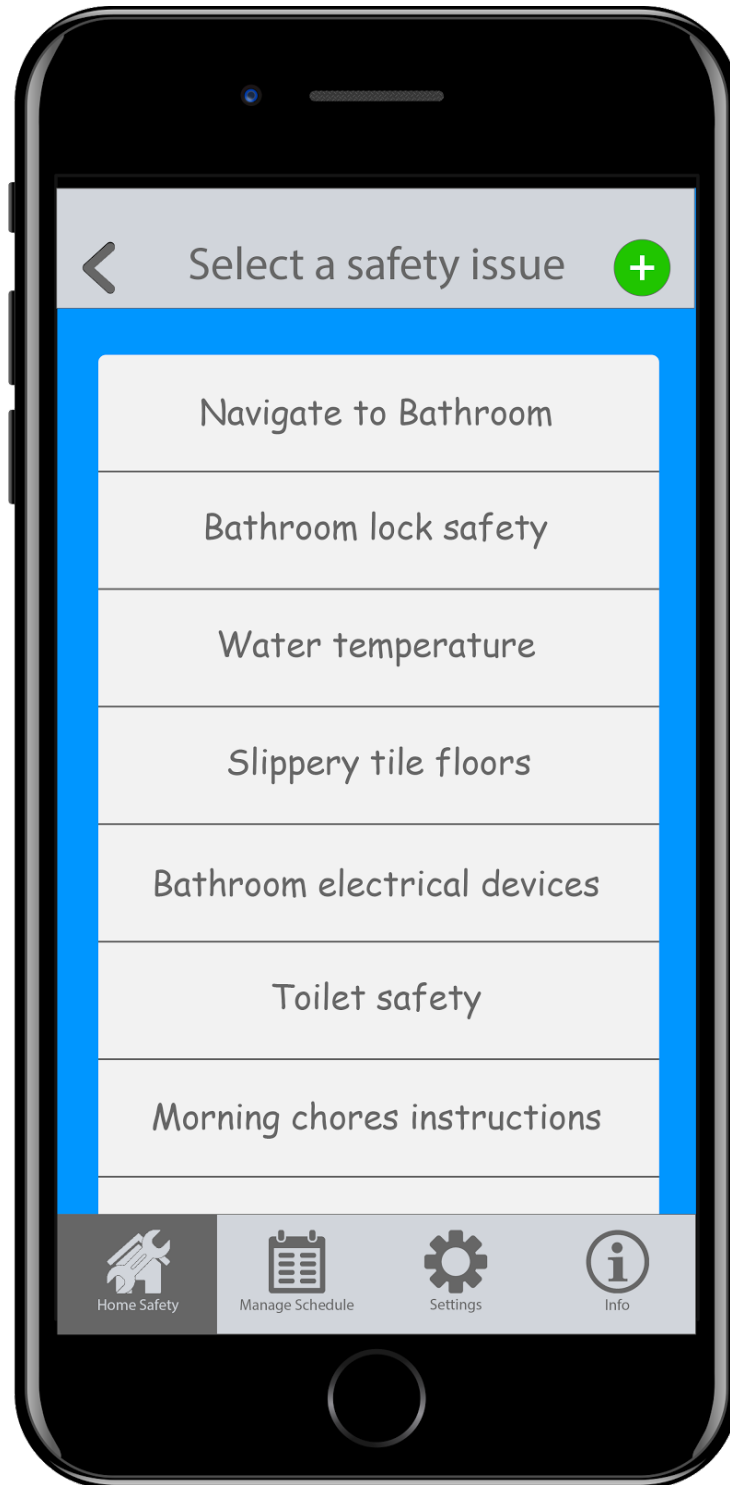 Select a safety issue
Navigate to Bathroom
Bathroom lock safety
Water temperature
Slippery tile floors
Bathroom electrical devices
Toilet safety
Morning chores instructions
Home Safety
Manage Schedule
Settings
Info